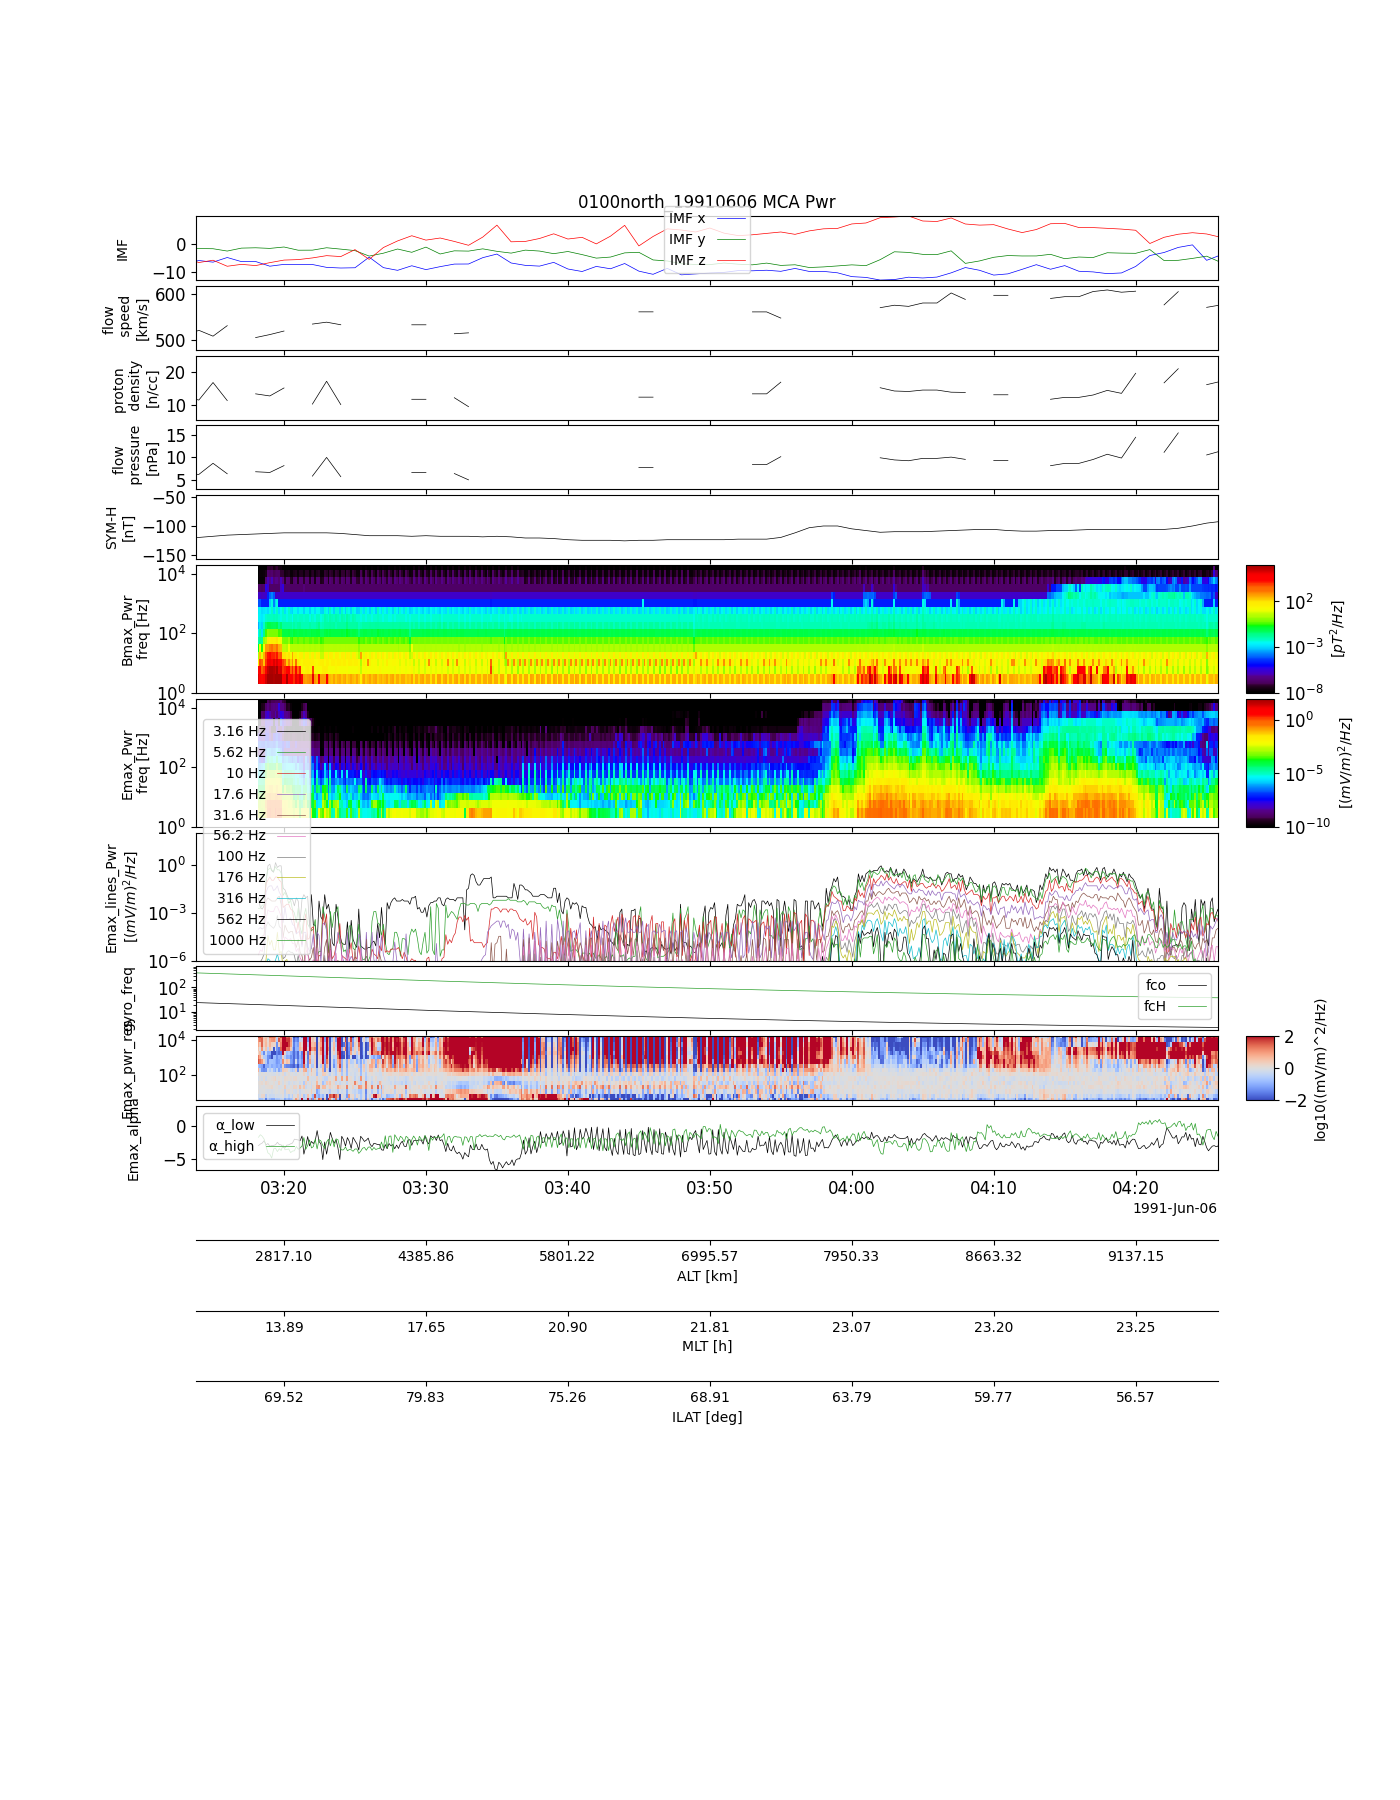 0100north_19910606 MCA Pwr
IMF
0
−10
IMF x
IMF y
IMF z
flow
speed
[km/s]
600
500
proton
density
[n/cc]
20
10
flow
pressure
[nPa]
15
10
5
SYM-H
[nT]
−50
−100
−150
Bmax_Pwr
freq [Hz]
10^4
10^2
10^0
10^2
10^−3
10^−8
[pT^2/Hz]
Emax_Pwr
freq [Hz]
10^4
10^2
10^0
10^0
10^−5
10^−10
[(mV/m)^2/Hz]
3.16 Hz
5.62 Hz
10 Hz
17.6 Hz
31.6 Hz
56.2 Hz
100 Hz
176 Hz
316 Hz
562 Hz
1000 Hz
Emax_lines_Pwr
[(mV/m)^2/Hz]
10^0
10^−3
10^−6
gyro_freq
10^2
10^1
fco
fcH
Emax_pwr_req
10^4
10^2
2
0
−2
log10((mV/m)^2/Hz)
Emax_alpha
0
−5
α_low
α_high
03:20 03:30 03:40 03:50 04:00 04:10 04:20
1991-Jun-06
2817.10 4385.86 5801.22 6995.57 7950.33 8663.32 9137.15
ALT [km]
13.89 17.65 20.90 21.81 23.07 23.20 23.25
MLT [h]
69.52 79.83 75.26 68.91 63.79 59.77 56.57
ILAT [deg]